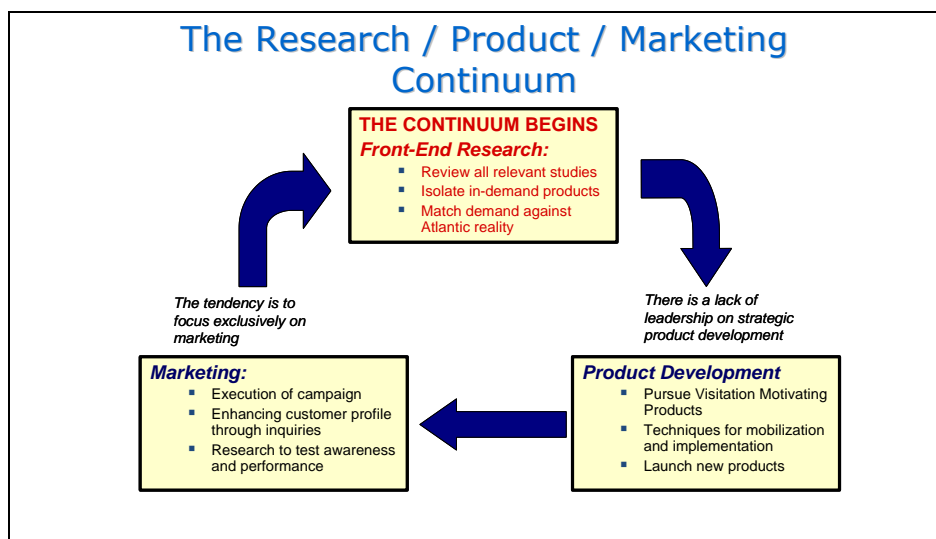 The Research / Product / Marketing
Continuum
THE CONTINUUM BEGINS
Front-End Research:
▪ Review all relevant studies
▪ Isolate in-demand products
▪ Match demand against
Atlantic reality
The tendency is to
focus exclusively on
marketing
There is a lack of
leadership on strategic
product development
Marketing:
▪ Execution of campaign
▪ Enhancing customer profile
through inquiries
▪ Research to test awareness
and performance
Product Development
▪ Pursue Visitation Motivating
Products
▪ Techniques for mobilization
and implementation
▪ Launch new products